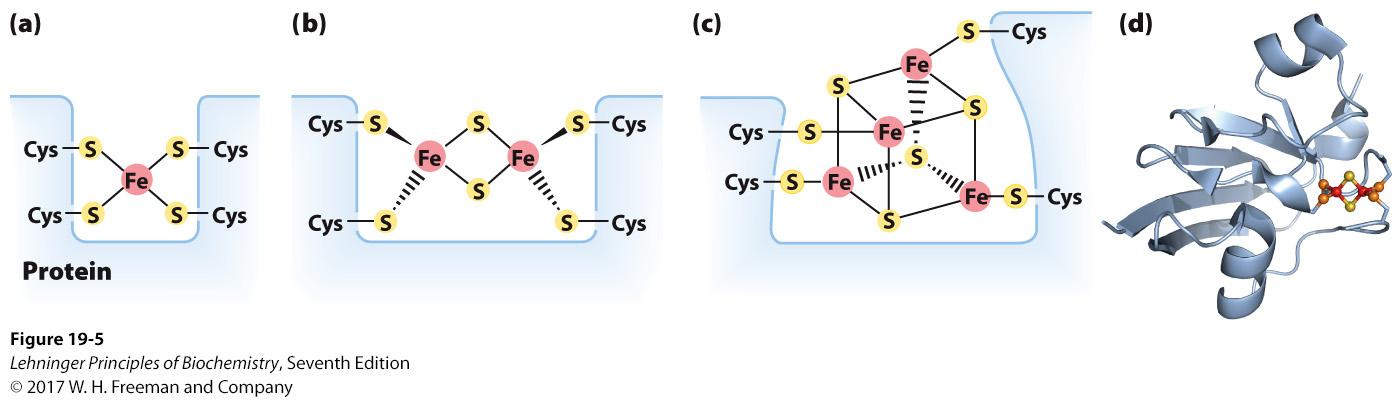 (a)
Cys S S Cys
Fe
Cys S S Cys
Protein
(b)
Cys S S S Cys
Fe Fe
S
Cys S S Cys
(c)
S Cys
Fe
S
S
Cys S Fe
S
Cys S Fe
Fe S Cys
S
(d)
Figure 19-5
Lehninger Principles of Biochemistry, Seventh Edition
© 2017 W. H. Freeman and Company